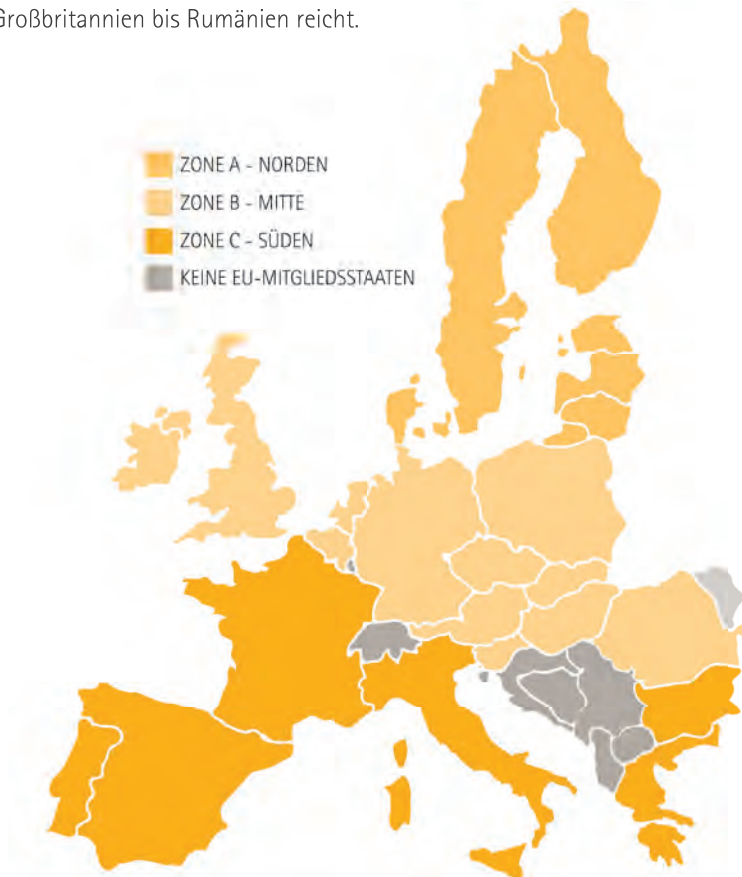 Großbritannien bis Rumänien reicht.
ZONE A - NORDEN
ZONE B - MITTE
ZONE C - SÜDEN
KEINE EU-MITGLIEDSSTAATEN